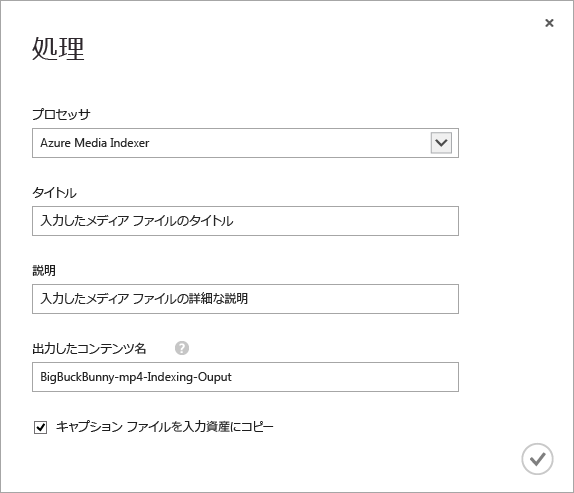 処理
プロセッサ
Azure Media Indexer
タイトル
入力したメディア ファイルのタイトル
説明
入力したメディア ファイルの詳細な説明
出力したコンテンツ名
BigBuckBunny-mp4-Indexing-Ouput
キャプション ファイルを入力資産にコピー